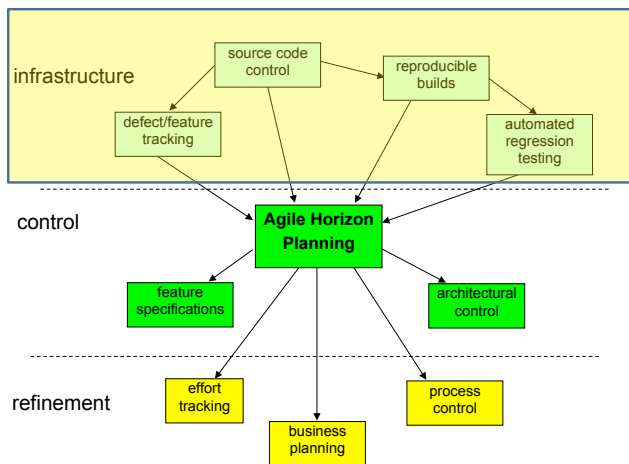 source code
control
infrastructure
reproducible
builds
defect/feature
tracking
automated
regression
testing
control
Agile Horizon
Planning
feature
specifications
architectural
control
refinement
effort
tracking
process
control
business
planning